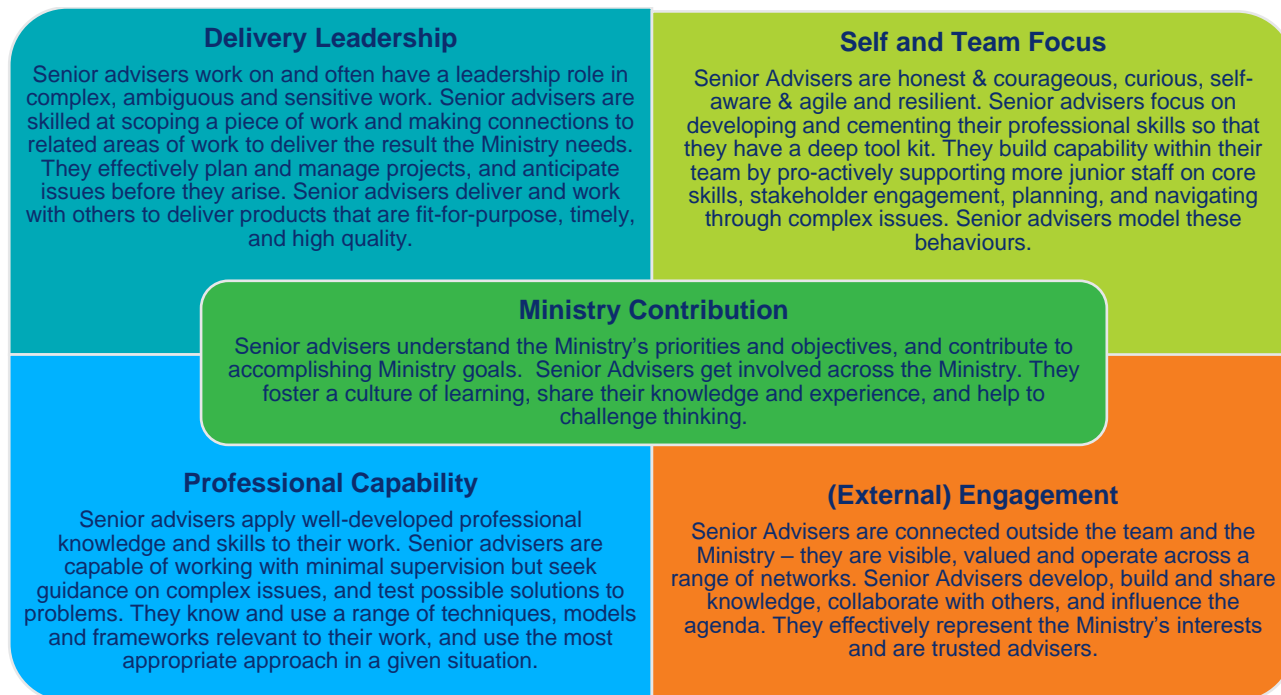 Delivery Leadership
Senior advisers work on and often have a leadership role in
complex, ambiguous and sensitive work. Senior advisers are
skilled at scoping a piece of work and making connections to
related areas of work to deliver the result the Ministry needs.
They effectively plan and manage projects, and anticipate
issues before they arise. Senior advisers deliver and work
with others to deliver products that are fit-for-purpose, timely,
and high quality.
Self and Team Focus
Senior Advisers are honest & courageous, curious, self-
aware & agile and resilient. Senior advisers focus on
developing and cementing their professional skills so that
they have a deep tool kit. They build capability within their
team by pro-actively supporting more junior staff on core
skills, stakeholder engagement, planning, and navigating
through complex issues. Senior advisers model these
behaviours.
Ministry Contribution
Senior advisers understand the Ministry's priorities and objectives, and contribute to
accomplishing Ministry goals.  Senior Advisers get involved across the Ministry. They
foster a culture of learning, share their knowledge and experience, and help to
challenge thinking.
Professional Capability
Senior advisers apply well-developed professional
knowledge and skills to their work. Senior advisers are
capable of working with minimal supervision but seek
guidance on complex issues, and test possible solutions to
problems. They know and use a range of techniques, models
and frameworks relevant to their work, and use the most
appropriate approach in a given situation.
(External) Engagement
Senior Advisers are connected outside the team and the
Ministry – they are visible, valued and operate across a
range of networks. Senior Advisers develop, build and share
knowledge, collaborate with others, and influence the
agenda. They effectively represent the Ministry's interests
and are trusted advisers.